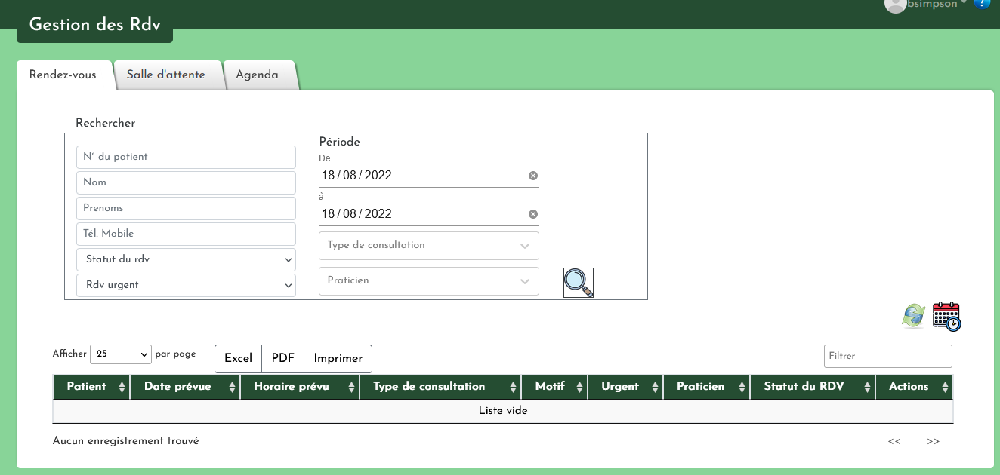 bsimpson
?
Gestion des Rdv
Rendez-vous
Salle d'attente
Agenda
Rechercher
N° du patient
Nom
Prenoms
Tél. Mobile
Statut du rdv
Rdv urgent
Période
De
18/08/2022
à
18/08/2022
Type de consultation
Praticien
Afficher 25 par page
Excel PDF Imprimer
Filtrer
Patient Date prévue Horaire prévu Type de consultation Motif Urgent Praticien Statut du RDV Actions
Liste vide
Aucun enregistrement trouvé
<< >>